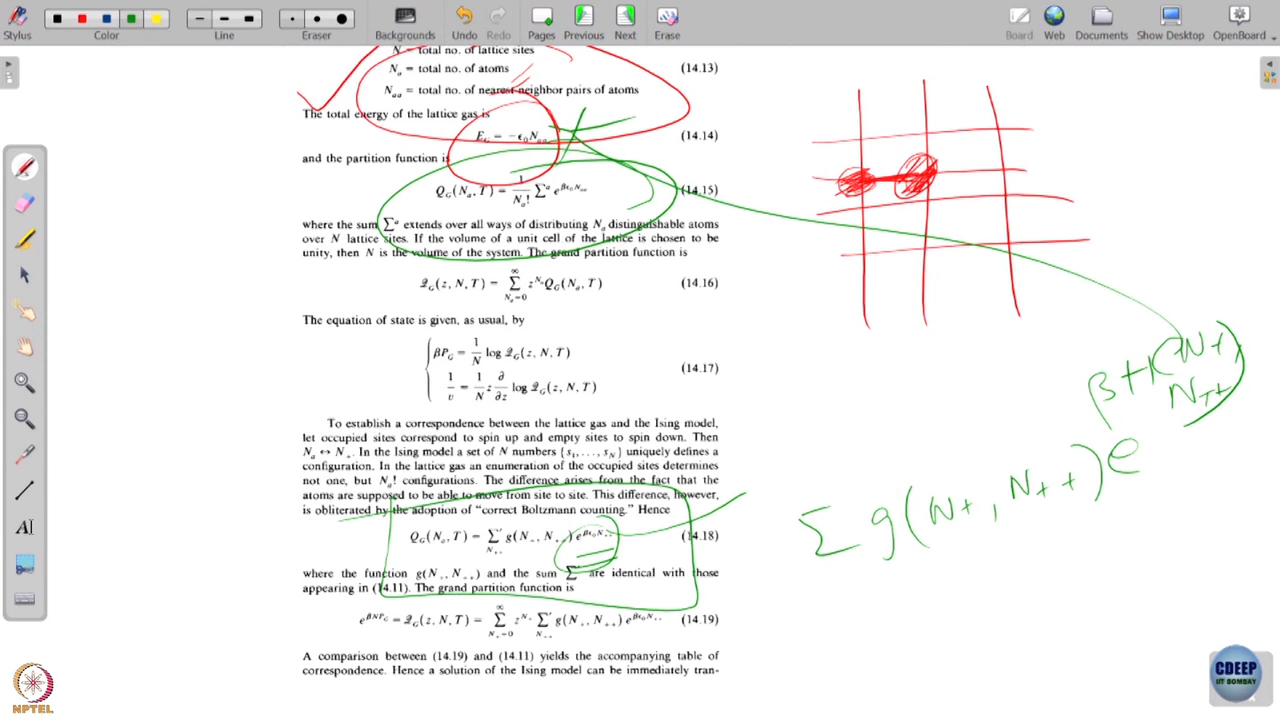 Stylus
Color
Line
Eraser
Backgrounds
Undo
Redo
Pages
Previous
Next
Erase
Board
Web
Documents
Show Desktop
OpenBoard
N = total no. of lattice sites
N_a = total no. of atoms (14.13)
N_aa = total no. of nearest-neighbor pairs of atoms
The total energy of the lattice gas is
E_G = −ϵ_0 N_aa (14.14)
and the partition function is
Q_G(N_a, T) = 1/N_a! ∑^a e^{βϵ_0 N_aa} (14.15)
where the sum ∑^a extends over all ways of distributing N_a distinguishable atoms
over N lattice sites. If the volume of a unit cell of the lattice is chosen to be
unity, then N is the volume of the system. The grand partition function is
𝒬_G(z, N, T) = ∑_{N_a=0}^{∞} z^{N_a} Q_G(N_a, T) (14.16)
The equation of state is given, as usual, by
βP_G = 1/N log 𝒬_G(z, N, T)
(14.17)
1/v = 1/N z ∂/∂z log 𝒬_G(z, N, T)
To establish a correspondence between the lattice gas and the Ising model,
let occupied sites correspond to spin up and empty sites to spin down. Then
N_a ↔ N_+. In the Ising model a set of N numbers {s_1, . . . , s_N} uniquely defines a
configuration. In the lattice gas an enumeration of the occupied sites determines
not one, but N_a! configurations. The difference arises from the fact that the
atoms are supposed to be able to move from site to site. This difference, however,
is obliterated by the adoption of "correct Boltzmann counting." Hence
Q_G(N_a, T) = ∑'_{N_++} g(N_+, N_++) e^{βϵ_0 N_++} (14.18)
where the function g(N_+, N_++) and the sum ∑' are identical with those
appearing in (14.11). The grand partition function is
e^{βNP_G} = 𝒬_G(z, N, T) = ∑_{N_+=0}^{∞} z^{N_+} ∑'_{N_++} g(N_+, N_++) e^{βϵ_0 N_++} (14.19)
A comparison between (14.19) and (14.11) yields the accompanying table of
correspondence. Hence a solution of the Ising model can be immediately tran-
N_++
∑ g(N_+, N_++) e
NPTEL
CDEEP
IIT BOMBAY